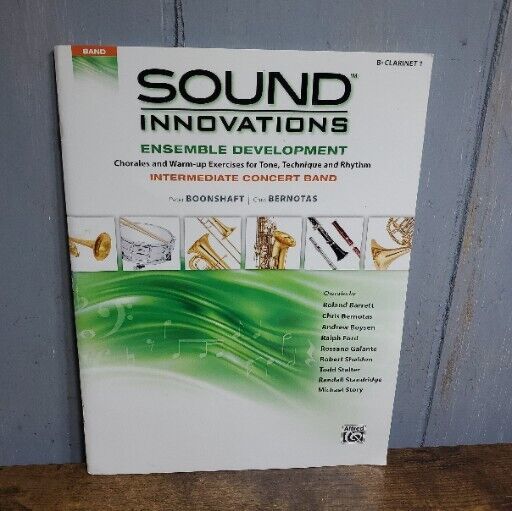 BAND
B♭ CLARINET 1
SOUND™
INNOVATIONS
ENSEMBLE DEVELOPMENT
Chorales and Warm-up Exercises for Tone, Technique and Rhythm
INTERMEDIATE CONCERT BAND
Peter BOONSHAFT | Chris BERNOTAS
Chorales by
Roland Barrett
Chris Bernotas
Andrew Boysen
Ralph Ford
Rossano Galante
Robert Sheldon
Todd Stalter
Randall Standridge
Michael Story
Alfred